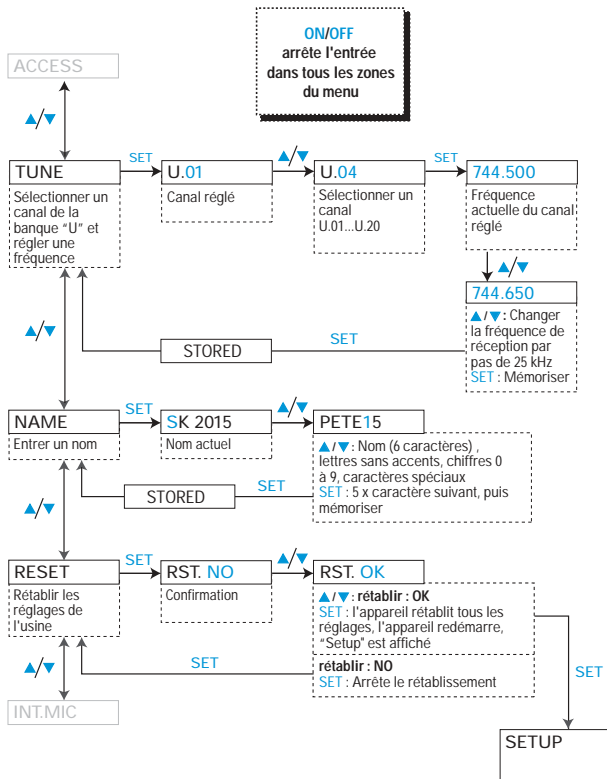 ON/OFF
arrête l'entrée
dans tous les zones
du menu
ACCESS
▲/▼
TUNE
Sélectionner un
canal de la
banque “U” et
régler une
fréquence
SET
U.01
Canal réglé
▲/▼
U.04
Sélectionner un
canal
U.01...U.20
SET
744.500
Fréquence
actuelle du canal
réglé
▲/▼
744.650
▲/▼: Changer
la fréquence de
réception par
pas de 25 kHz
SET : Mémoriser
SET
STORED
▲/▼
NAME
Entrer un nom
SET
SK 2015
Nom actuel
▲/▼
PETE15
▲/▼: Nom (6 caractères) ,
lettres sans accents, chiffres 0
à 9, caractères spéciaux
SET : 5 x caractère suivant, puis
mémoriser
SET
STORED
▲/▼
RESET
Rétablir les
réglages de
l'usine
SET
RST. NO
Confirmation
▲/▼
RST. OK
▲/▼: rétablir : OK
SET : l'appareil rétablit tous les
réglages, l'appareil redémarre,
“Setup” est affiché
rétablir : NO
SET : Arrête le rétablissement
SET
▲/▼
INT.MIC
SET
SETUP